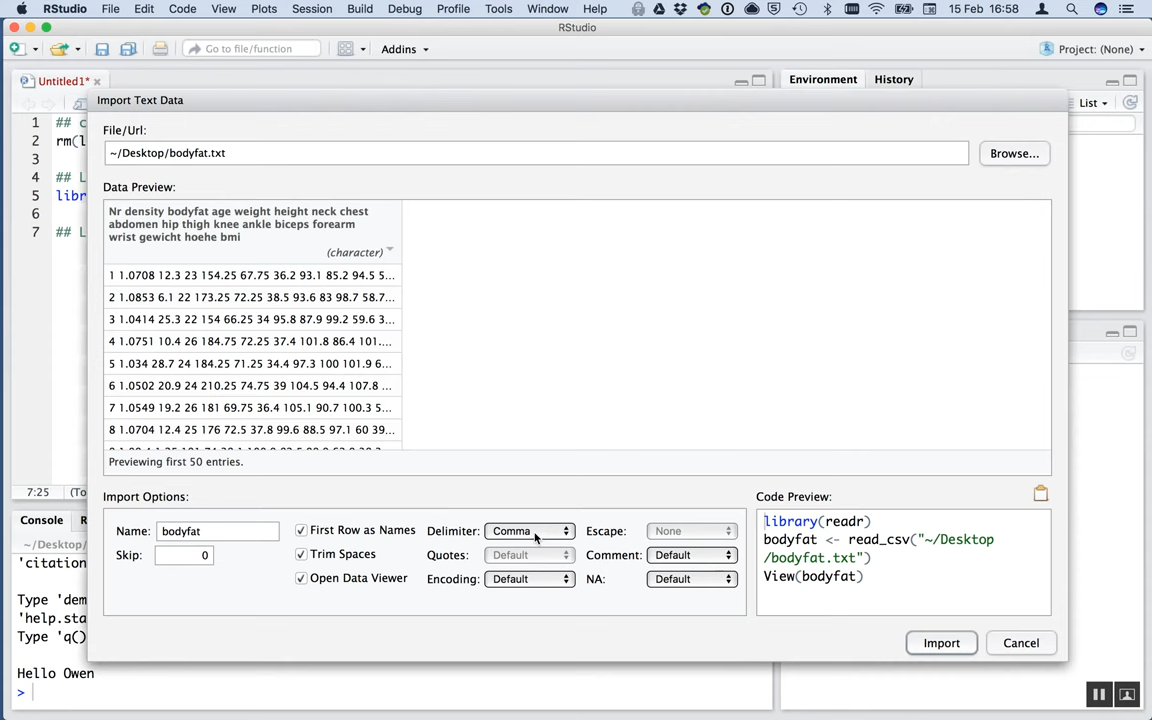 RStudio File Edit Code View Plots Session Build Debug Profile Tools Window Help 15 Feb 16:58
RStudio
Go to file/function Addins Project: (None)
Untitled1* Environment History
Import Text Data List
1 ## c
File/Url:
2 rm(l
~/Desktop/bodyfat.txt Browse...
3
4 ## L
Data Preview:
5 libr
6
7 ## L
Nr density bodyfat age weight height neck chest
abdomen hip thigh knee ankle biceps forearm
wrist gewicht hoehe bmi
(character)
1 1.0708 12.3 23 154.25 67.75 36.2 93.1 85.2 94.5 5...
2 1.0853 6.1 22 173.25 72.25 38.5 93.6 83 98.7 58.7...
3 1.0414 25.3 22 154 66.25 34 95.8 87.9 99.2 59.6 3...
4 1.0751 10.4 26 184.75 72.25 37.4 101.8 86.4 101....
5 1.034 28.7 24 184.25 71.25 34.4 97.3 100 101.9 6...
6 1.0502 20.9 24 210.25 74.75 39 104.5 94.4 107.8 ...
7 1.0549 19.2 26 181 69.75 36.4 105.1 90.7 100.3 5...
8 1.0704 12.4 25 176 72.5 37.8 99.6 88.5 97.1 60 39...
Previewing first 50 entries.
7:25 (To
Import Options: Code Preview:
Console R
Name: bodyfat First Row as Names Delimiter: Comma Escape: None
Skip: 0 Trim Spaces Quotes: Default Comment: Default
Open Data Viewer Encoding: Default NA: Default
library(readr)
bodyfat <- read_csv("~/Desktop
/bodyfat.txt")
View(bodyfat)
~/Desktop/
'citation
Type 'dem
'help.sta
Type 'q()
Import Cancel
Hello Owen
>